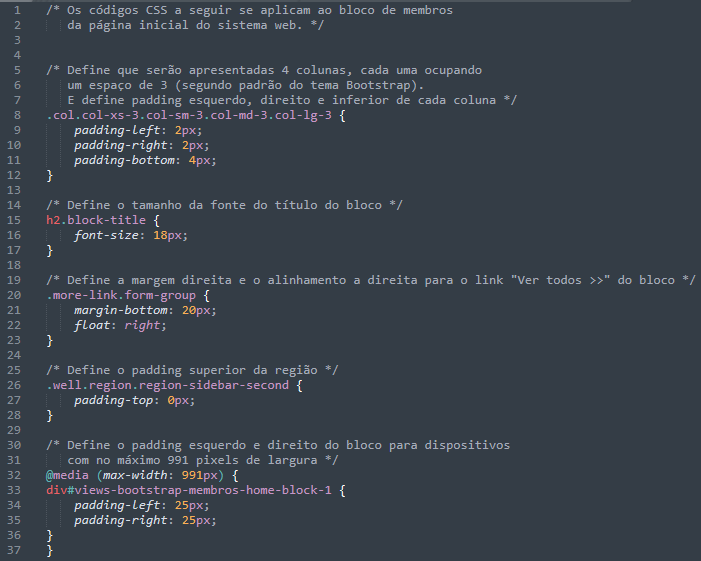 1 /* Os códigos CSS a seguir se aplicam ao bloco de membros
2 da página inicial do sistema web. */
3
4
5 /* Define que serão apresentadas 4 colunas, cada uma ocupando
6 um espaço de 3 (segundo padrão do tema Bootstrap).
7 E define padding esquerdo, direito e inferior de cada coluna */
8 .col.col-xs-3.col-sm-3.col-md-3.col-lg-3 {
9 padding-left: 2px;
10 padding-right: 2px;
11 padding-bottom: 4px;
12 }
13
14 /* Define o tamanho da fonte do título do bloco */
15 h2.block-title {
16 font-size: 18px;
17 }
18
19 /* Define a margem direita e o alinhamento a direita para o link "Ver todos >>" do bloco */
20 .more-link.form-group {
21 margin-bottom: 20px;
22 float: right;
23 }
24
25 /* Define o padding superior da região */
26 .well.region.region-sidebar-second {
27 padding-top: 0px;
28 }
29
30 /* Define o padding esquerdo e direito do bloco para dispositivos
31 com no máximo 991 pixels de largura */
32 @media (max-width: 991px) {
33 div#views-bootstrap-membros-home-block-1 {
34 padding-left: 25px;
35 padding-right: 25px;
36 }
37 }